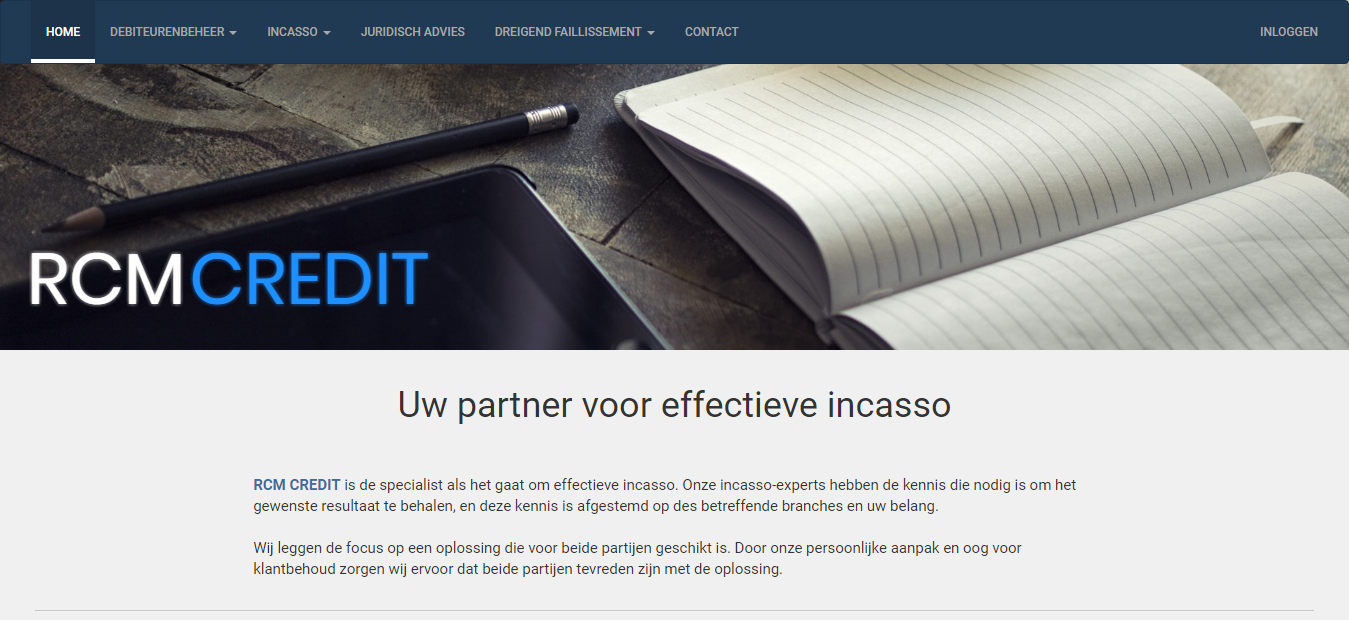 HOME DEBITEURENBEHEER INCASSO JURIDISCH ADVIES DREIGEND FAILLISSEMENT CONTACT INLOGGEN
RCM CREDIT
Uw partner voor effectieve incasso
RCM CREDIT is de specialist als het gaat om effectieve incasso. Onze incasso-experts hebben de kennis die nodig is om het
gewenste resultaat te behalen, en deze kennis is afgestemd op des betreffende branches en uw belang.
Wij leggen de focus op een oplossing die voor beide partijen geschikt is. Door onze persoonlijke aanpak en oog voor
klantbehoud zorgen wij ervoor dat beide partijen tevreden zijn met de oplossing.